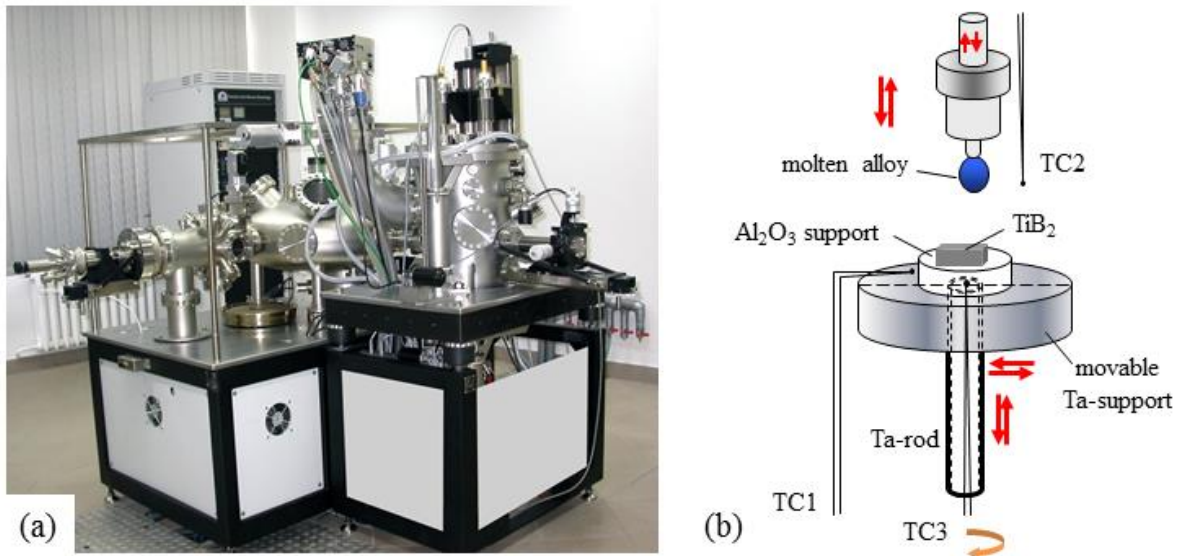 molten alloy
TC2
TiB₂
Al₂O₃ support
movable
Ta-support
Ta-rod
TC1
TC3
(a)
(b)